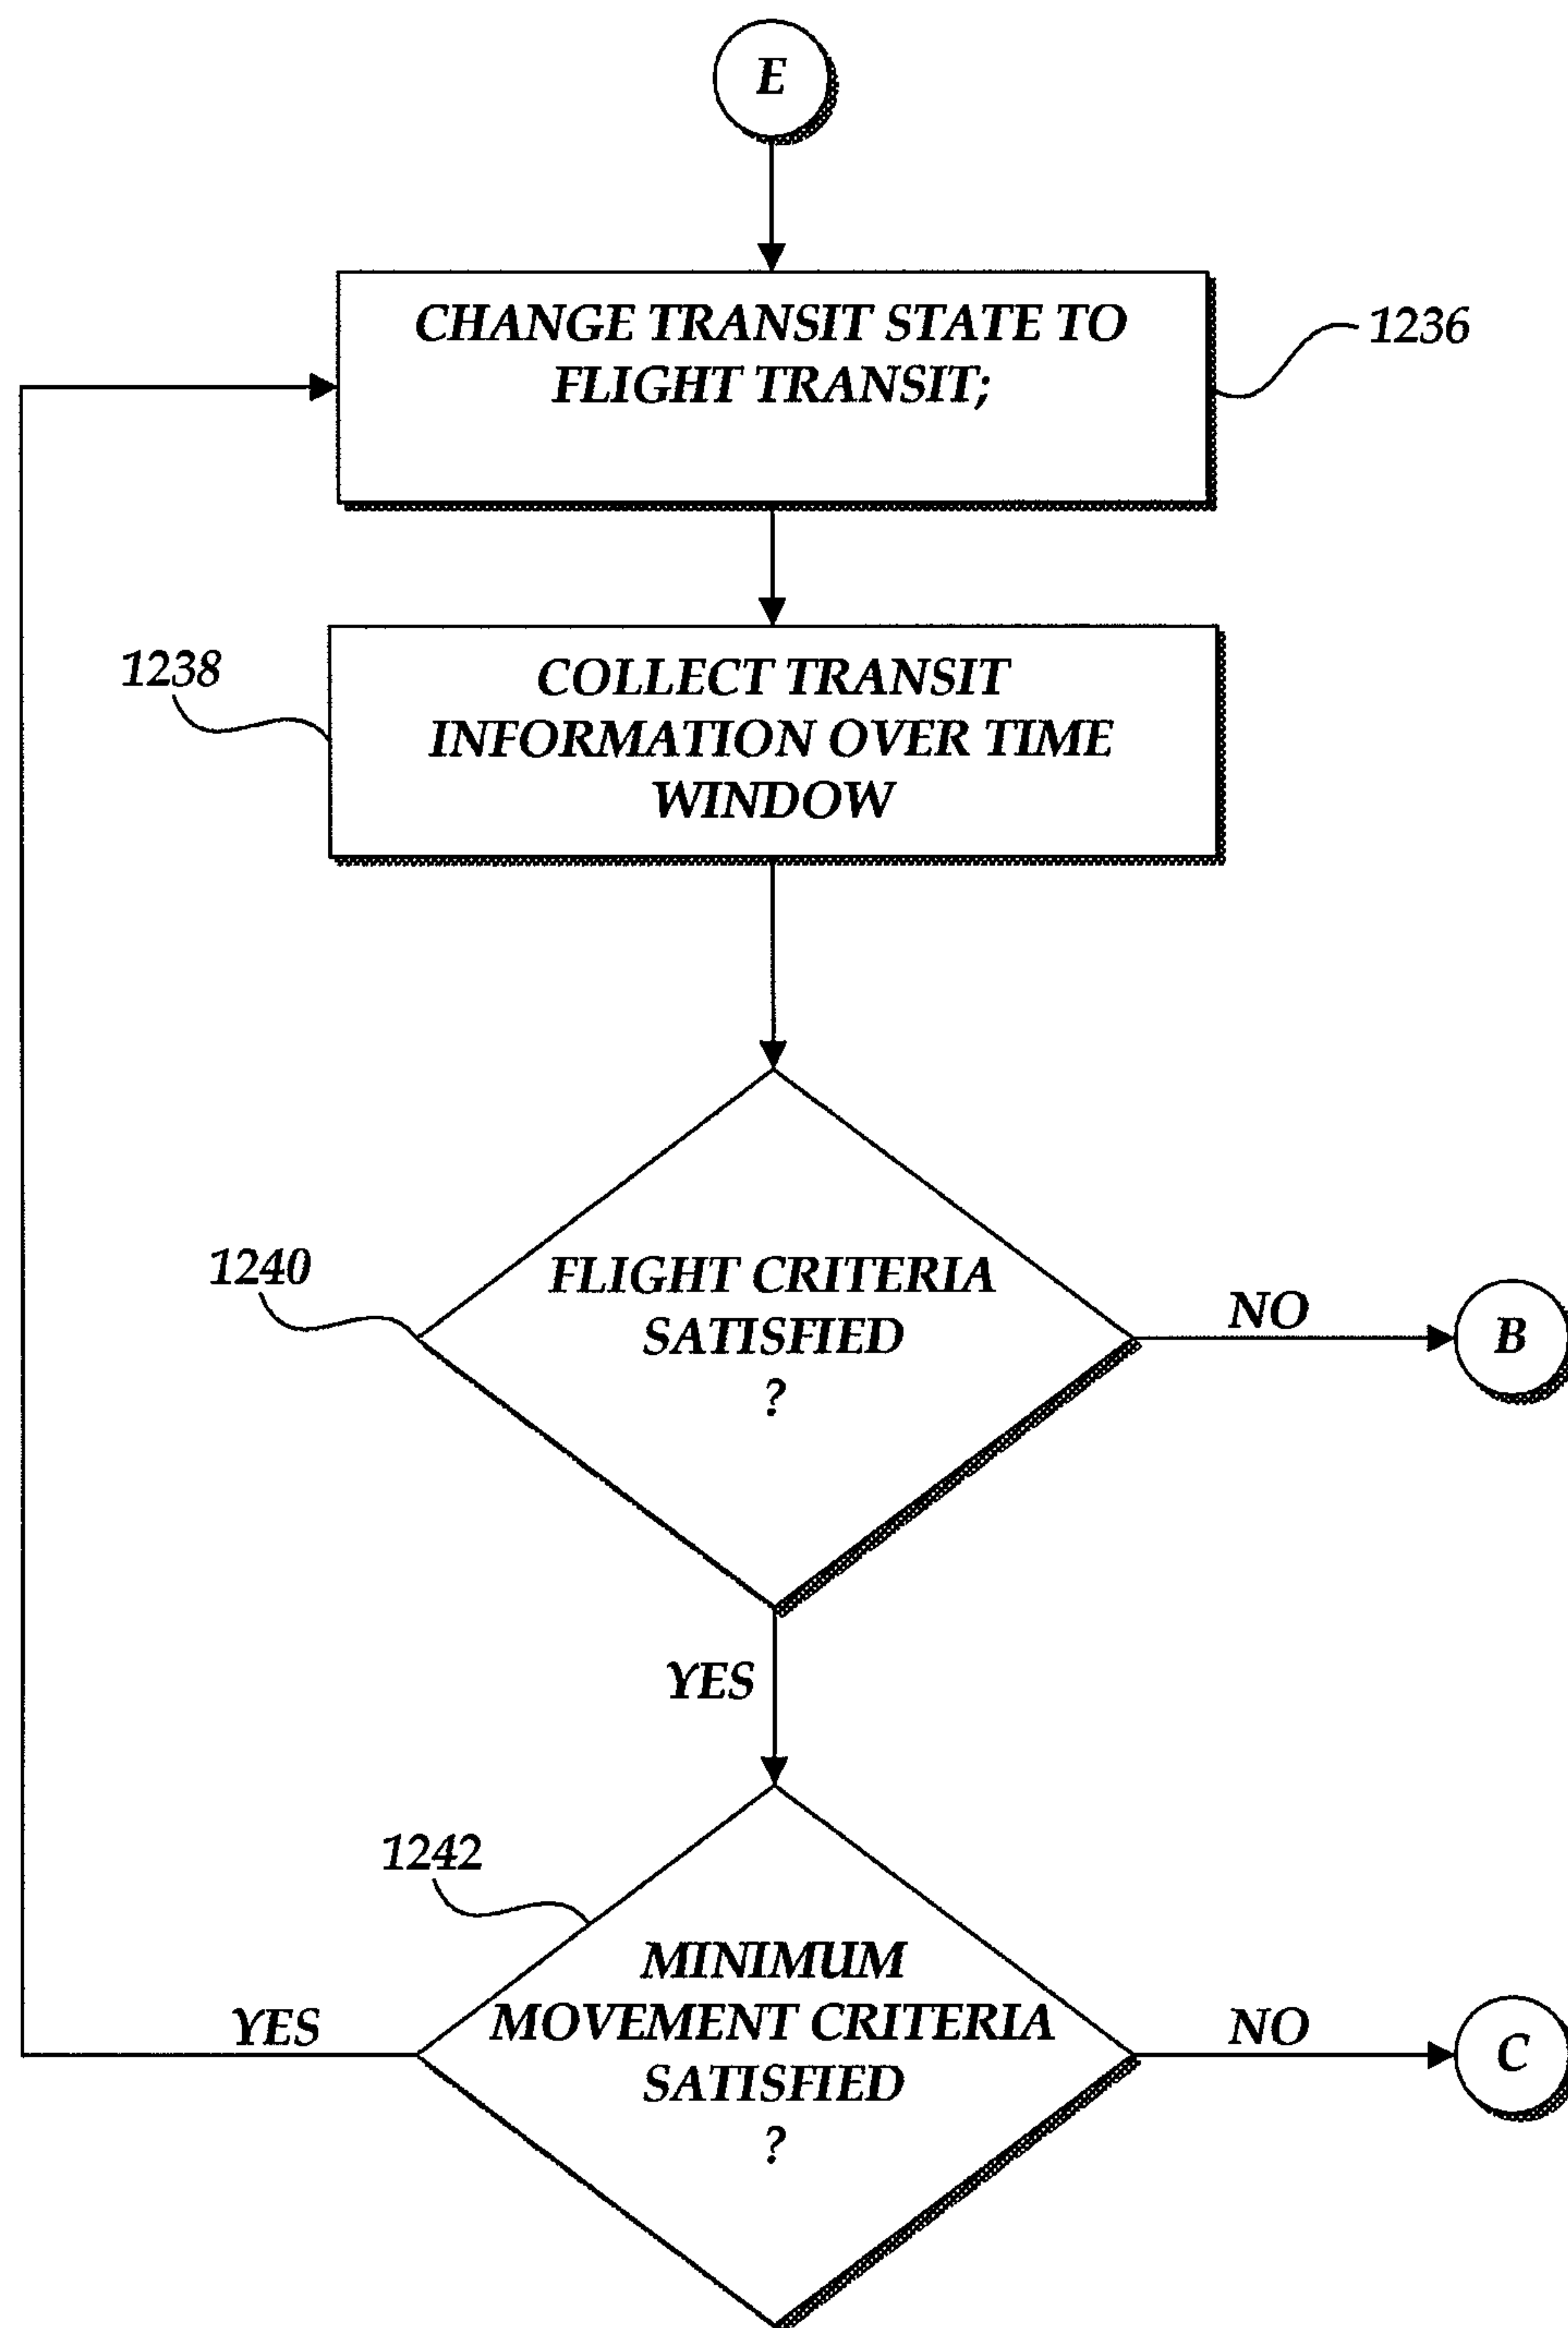 E
CHANGE TRANSIT STATE TO
FLIGHT TRANSIT;
1236
1238
COLLECT TRANSIT
INFORMATION OVER TIME
WINDOW
1240
FLIGHT CRITERIA
SATISFIED
?
NO
B
YES
1242
MINIMUM
MOVEMENT CRITERIA
SATISFIED
?
YES
NO
C